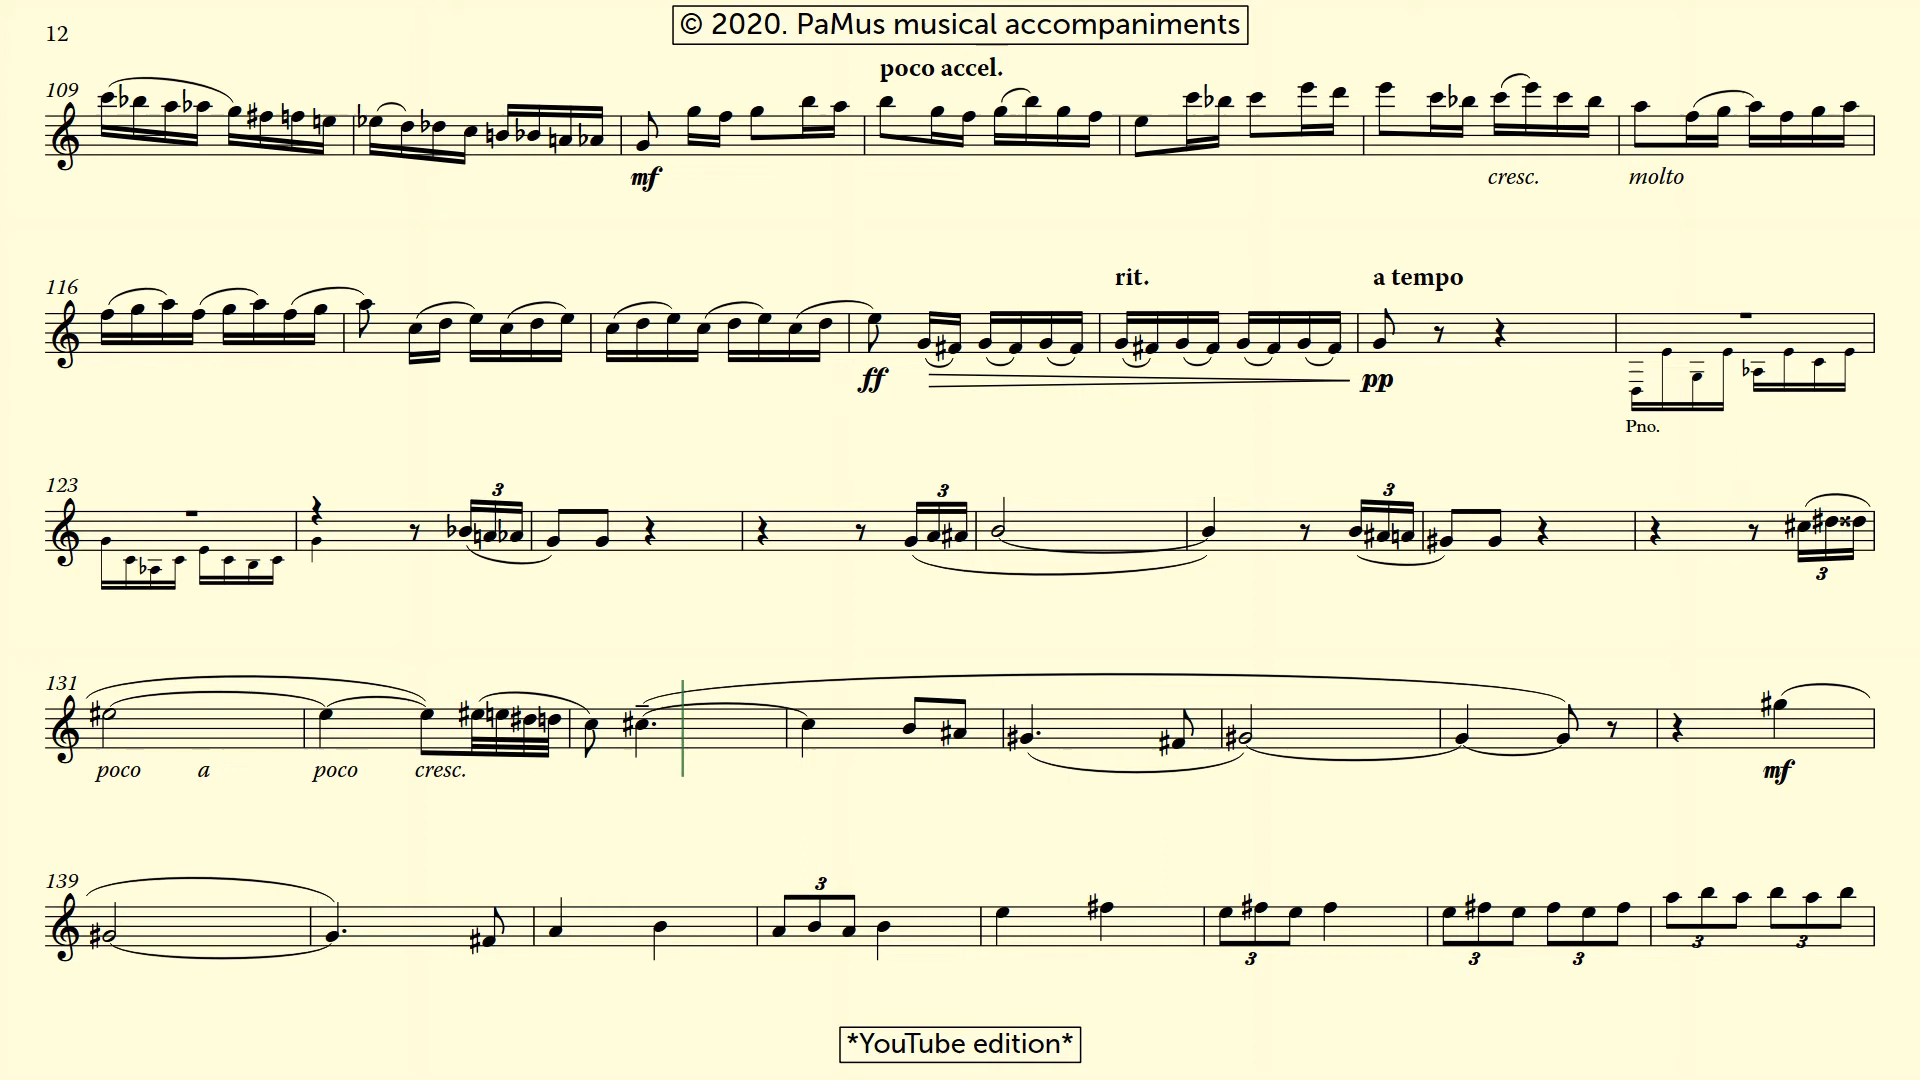 © 2020. PaMus musical accompaniments
12
poco accel.
109
mf
cresc. molto
116
rit. a tempo
ff pp
Pno.
123
3 3 3
3
131
poco a poco cresc.
mf
139
3
3 3 3 3 3
*YouTube edition*